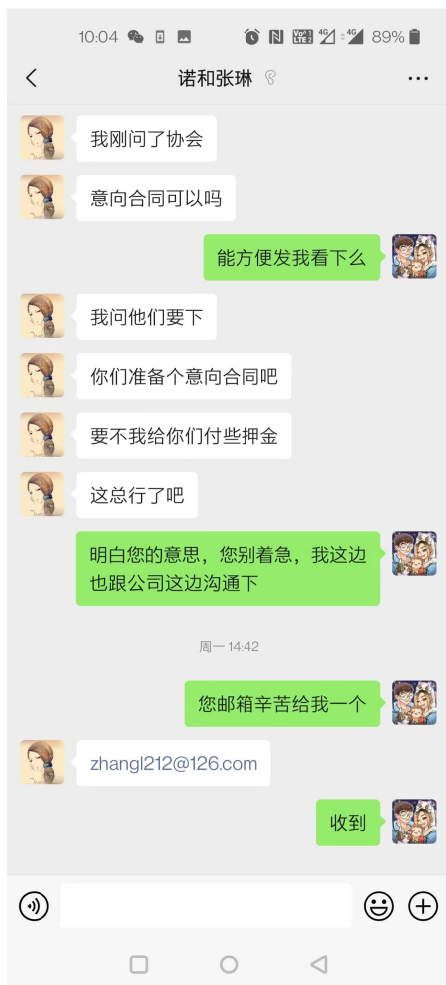 10:04
4G
4G
89%
诺和张琳
我刚问了协会
意向合同可以吗
能方便发我看下么
我问他们要下
你们准备个意向合同吧
要不我给你们付些押金
这总行了吧
明白您的意思，您别着急，我这边
也跟公司这边沟通下
周一 14:42
您邮箱辛苦给我一个
zhangl212@126.com
收到